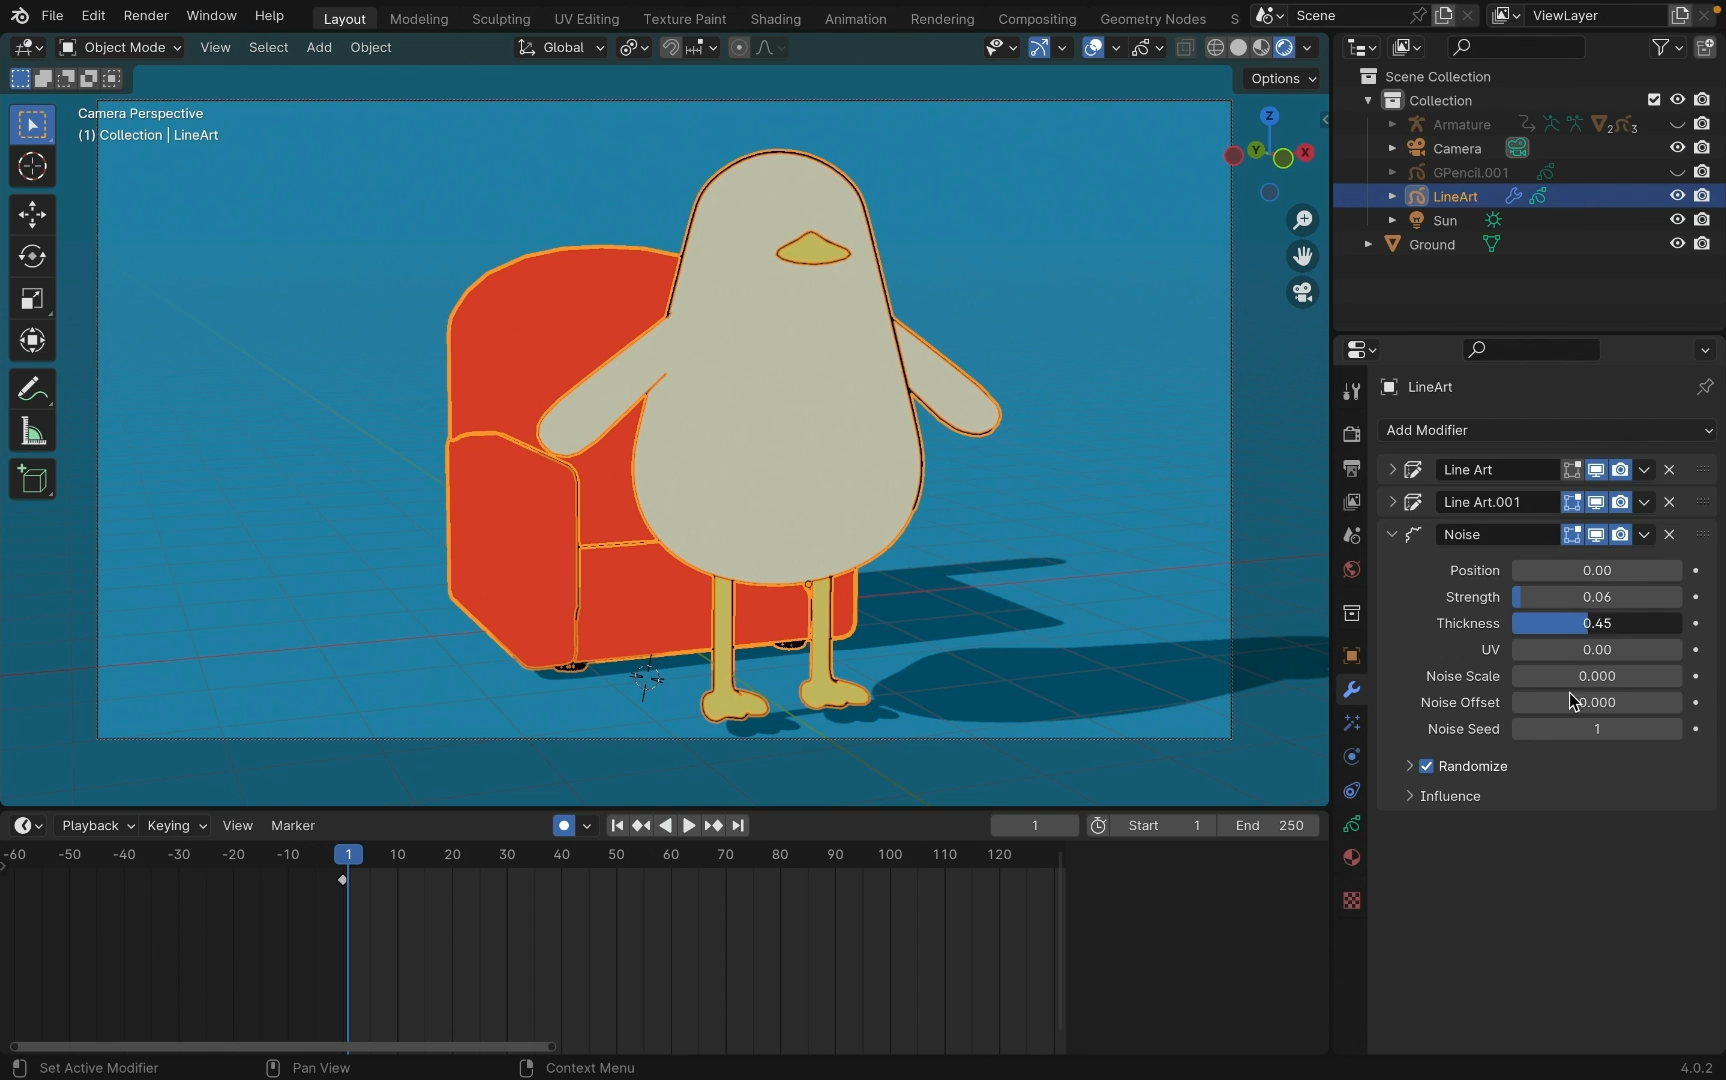 File Edit Render Window Help Layout Modeling Sculpting UV Editing Texture Paint Shading Animation Rendering Compositing Geometry Nodes S Scene ViewLayer
Object Mode View Select Add Object Global
Options
Camera Perspective
(1) Collection | LineArt
Z
Y X
Scene Collection
Collection
Armature 2 3
Camera
GPencil.001
LineArt
Sun
Ground
LineArt
Add Modifier
Line Art
Line Art.001
Noise
Position 0.00
Strength 0.06
Thickness 0.45
UV 0.00
Noise Scale 0.000
Noise Offset 0.000
Noise Seed 1
Randomize
Influence
Playback Keying View Marker 1 Start 1 End 250
-60 -50 -40 -30 -20 -10 1 10 20 30 40 50 60 70 80 90 100 110 120
Set Active Modifier Pan View Context Menu 4.0.2